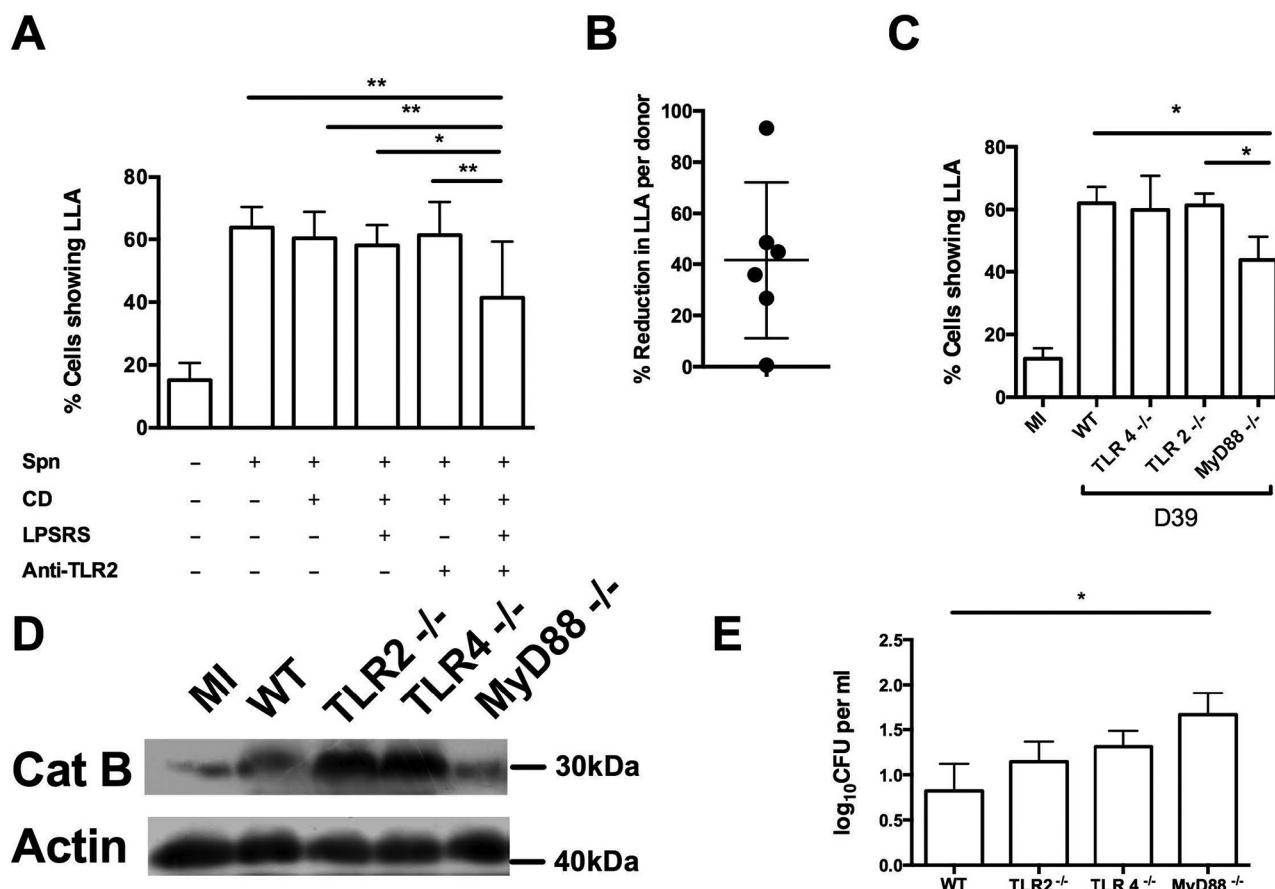 A
**
**
*
**
% Cells showing LLA
80
60
40
20
0
Spn – + + + + +
CD – – + + + +
LPSRS – – – + – +
Anti-TLR2 – – – – + +
B
% Reduction in LLA per donor
100
80
60
40
20
0
C
*
*
% Cells showing LLA
80
60
40
20
0
MI
WT
TLR 4 -/-
TLR 2 -/-
MyD88 -/-
D39
D
MI
WT
TLR2 -/-
TLR4 -/-
MyD88 -/-
Cat B
30kDa
Actin
40kDa
E
*
log10CFU per ml
2.5
2.0
1.5
1.0
0.5
0.0
WT
TLR2 -/-
TLR 4 -/-
MyD88 -/-